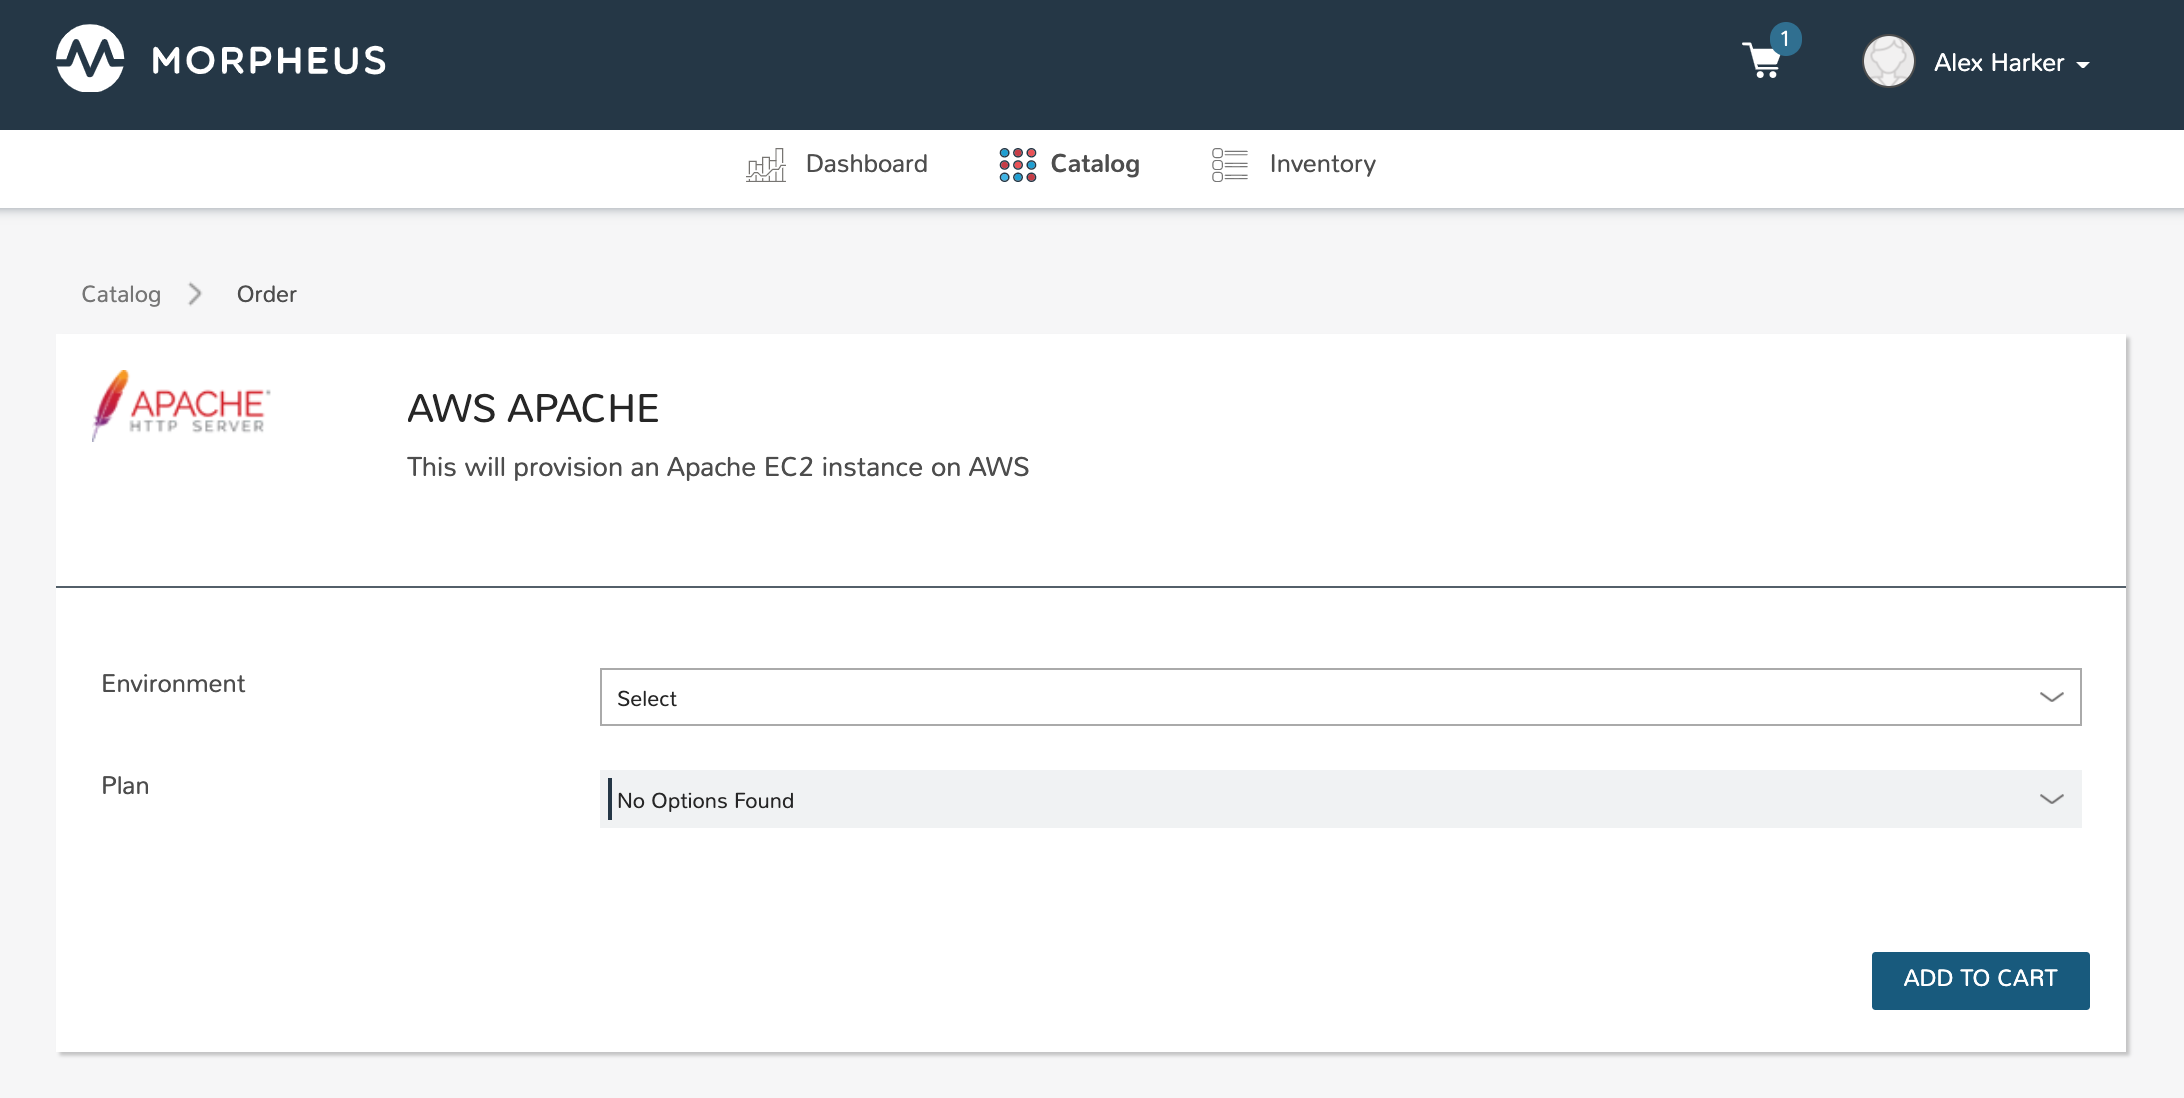 MORPHEUS
1
Alex Harker
Dashboard
Catalog
Inventory
Catalog
Order
APACHE
HTTP SERVER
AWS APACHE
This will provision an Apache EC2 instance on AWS
Environment
Select
Plan
No Options Found
ADD TO CART